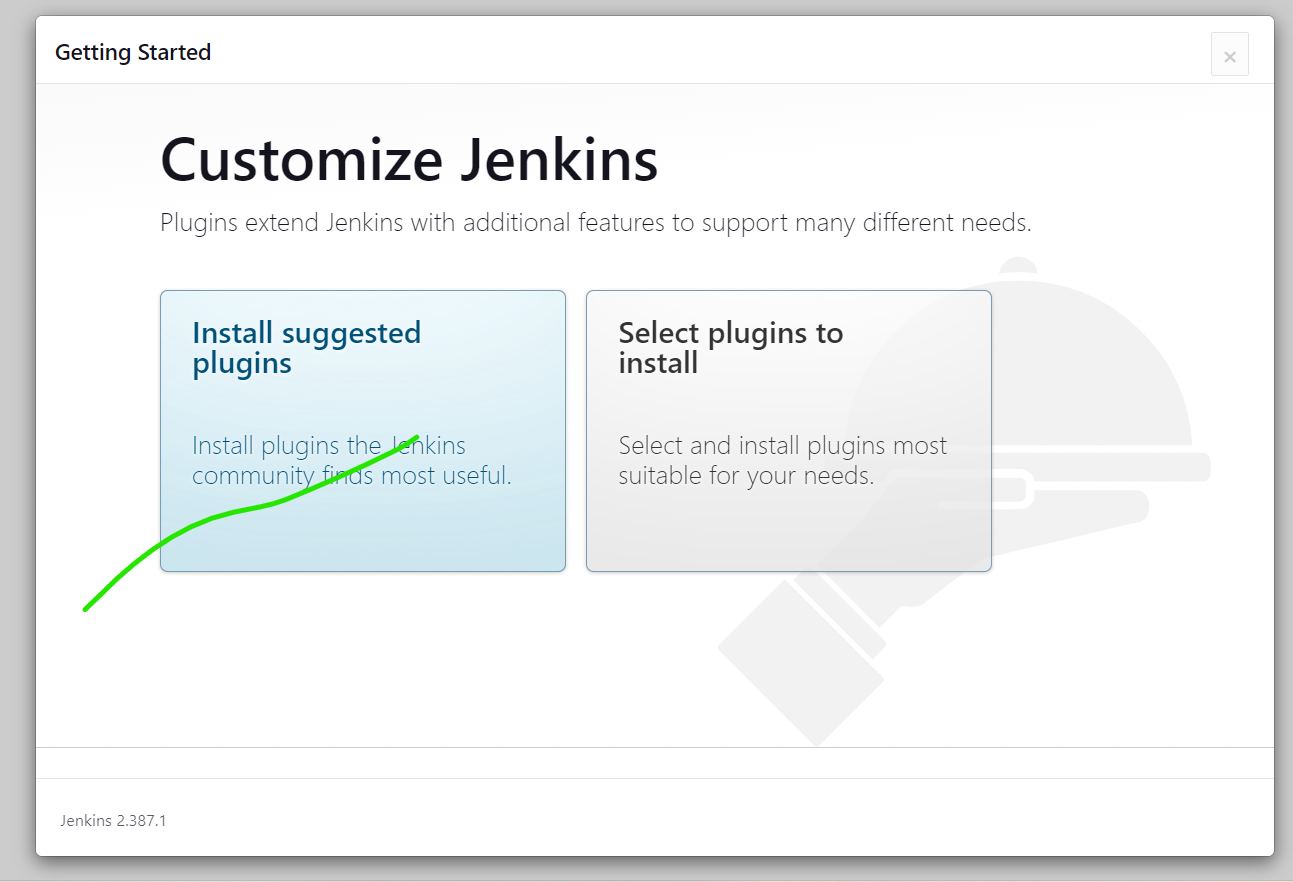 Getting Started
Customize Jenkins
Plugins extend Jenkins with additional features to support many different needs.
Install suggested
plugins
Install plugins the Jenkins
community finds most useful.
Select plugins to
install
Select and install plugins most
suitable for your needs.
Jenkins 2.387.1